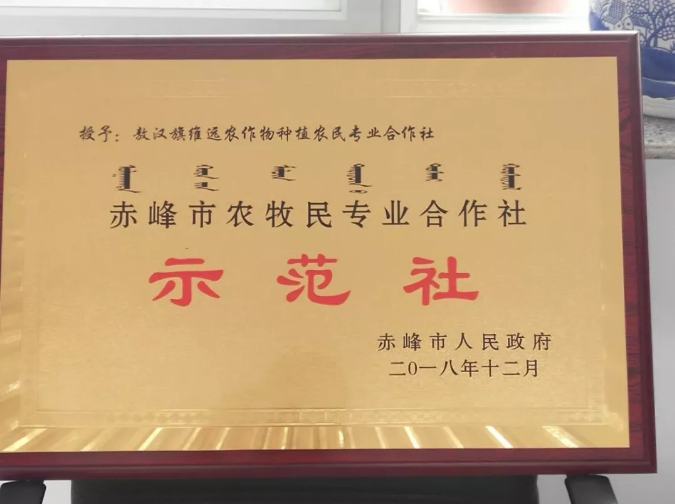 授予：敖汉旗维远农作物种植农民专业合作社
赤峰市农牧民专业合作社
示范社
赤峰市人民政府
二〇一八年十二月